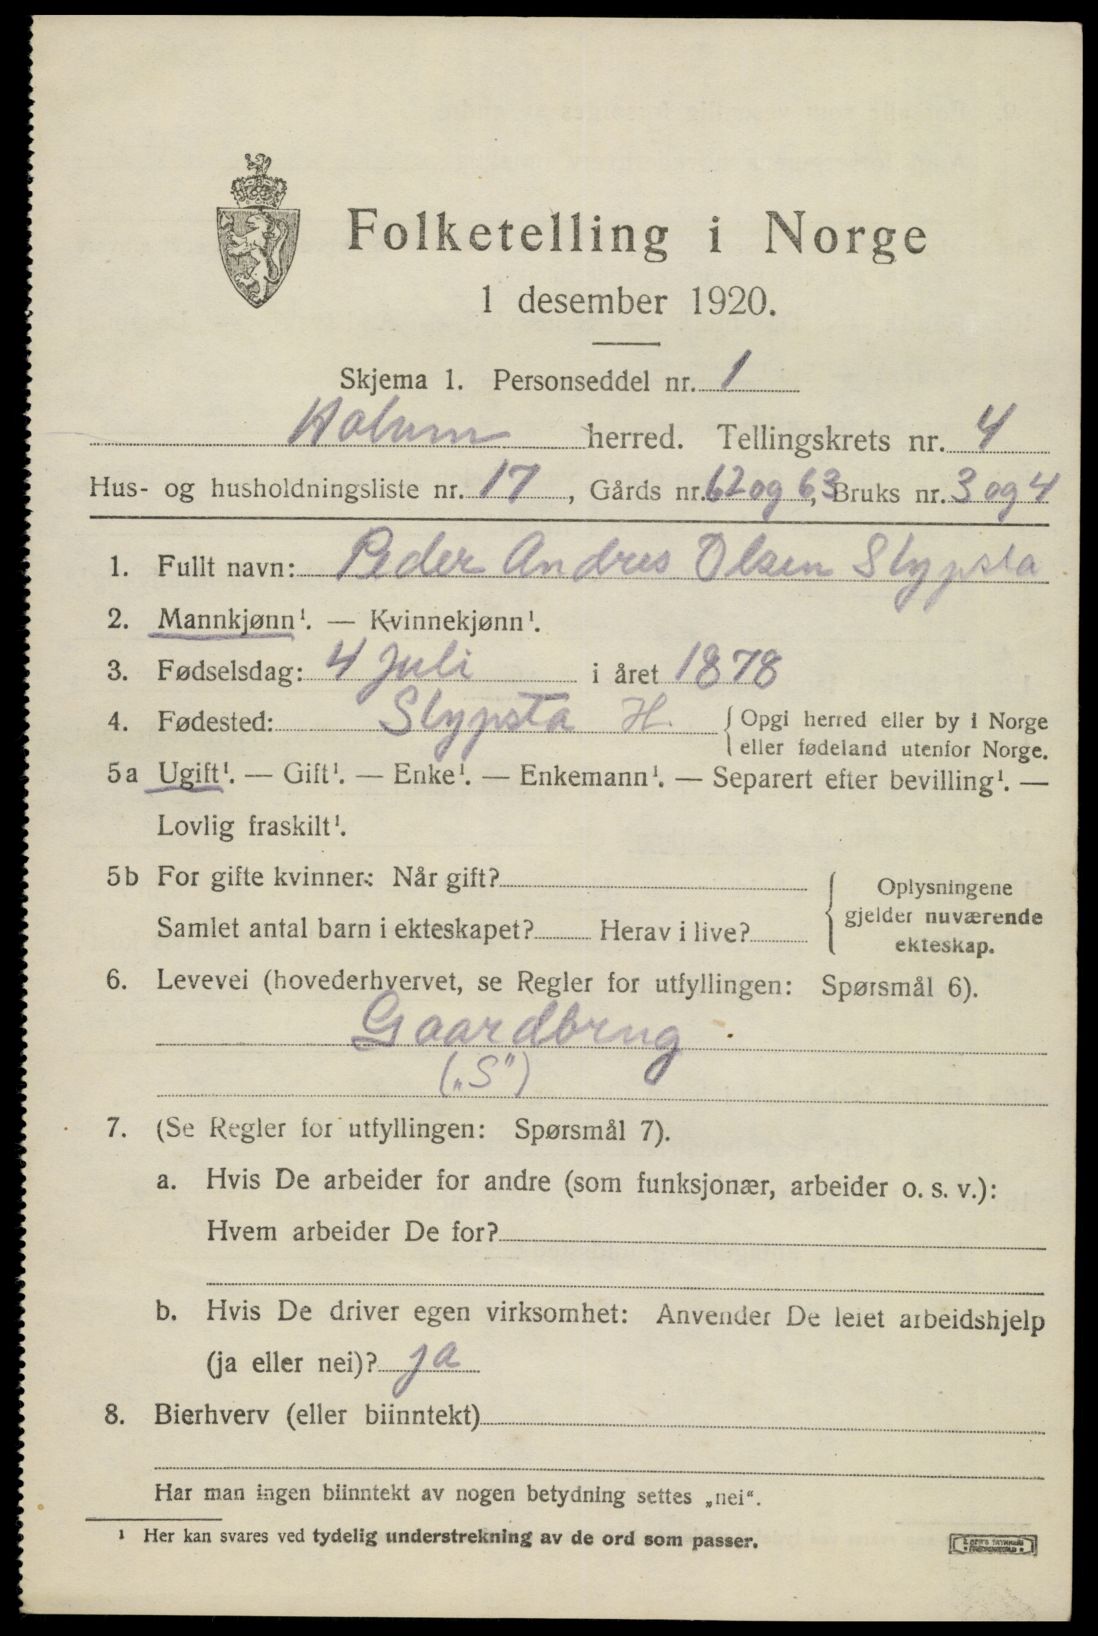 Folketelling i Norge
1 desember 1920.
Skjema 1. Personseddel nr. 1
Holum herred. Tellingskrets nr. 4
Hus- og husholdningsliste nr. 17, Gårds nr. 62 og 63, Bruks nr. 3 og 4
1. Fullt navn: Peder Andres Olsen Slypsta
2. Mannkjønn¹. — Kvinnekjønn¹.
3. Fødselsdag: 4 juli i året 1878
4. Fødested: Slypsta H. { Opgi herred eller by i Norge
eller fødeland utenfor Norge.
5a Ugift¹. — Gift¹. — Enke¹. — Enkemann¹. — Separert efter bevilling¹. —
Lovlig fraskilt¹.
5b For gifte kvinner: Når gift?
Samlet antal barn i ekteskapet? Herav i live?
{ Oplysningene
gjelder nuværende
ekteskap.
6. Levevei (hovederhvervet, se Regler for utfyllingen: Spørsmål 6).
Gaardbrug
(„S")
7. (Se Regler for utfyllingen: Spørsmål 7).
a. Hvis De arbeider for andre (som funksjonær, arbeider o. s. v.):
Hvem arbeider De for?
b. Hvis De driver egen virksomhet: Anvender De leiet arbeidshjelp
(ja eller nei)? ja
8. Bierhverv (eller biinntekt)
Har man ingen biinntekt av nogen betydning settes „nei“.
¹ Her kan svares ved tydelig understrekning av de ord som passer.